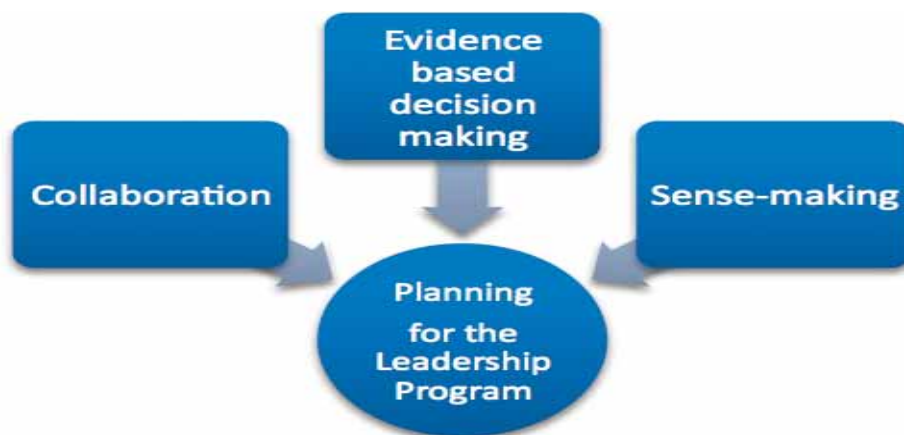 Evidence
based
decision
making
Collaboration
Sense-making
Planning
for the
Leadership
Program